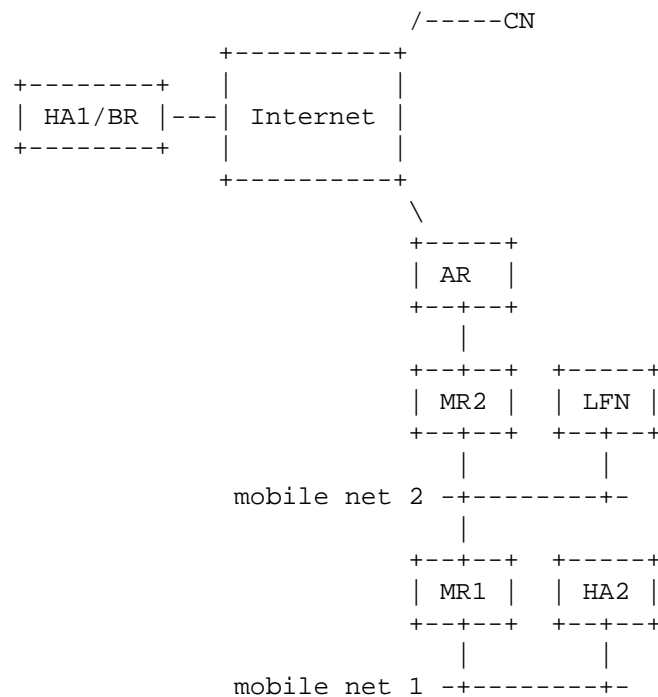 CN
HA1/BR Internet
AR
MR2 LFN
mobile net 2
MR1 HA2
mobile net 1